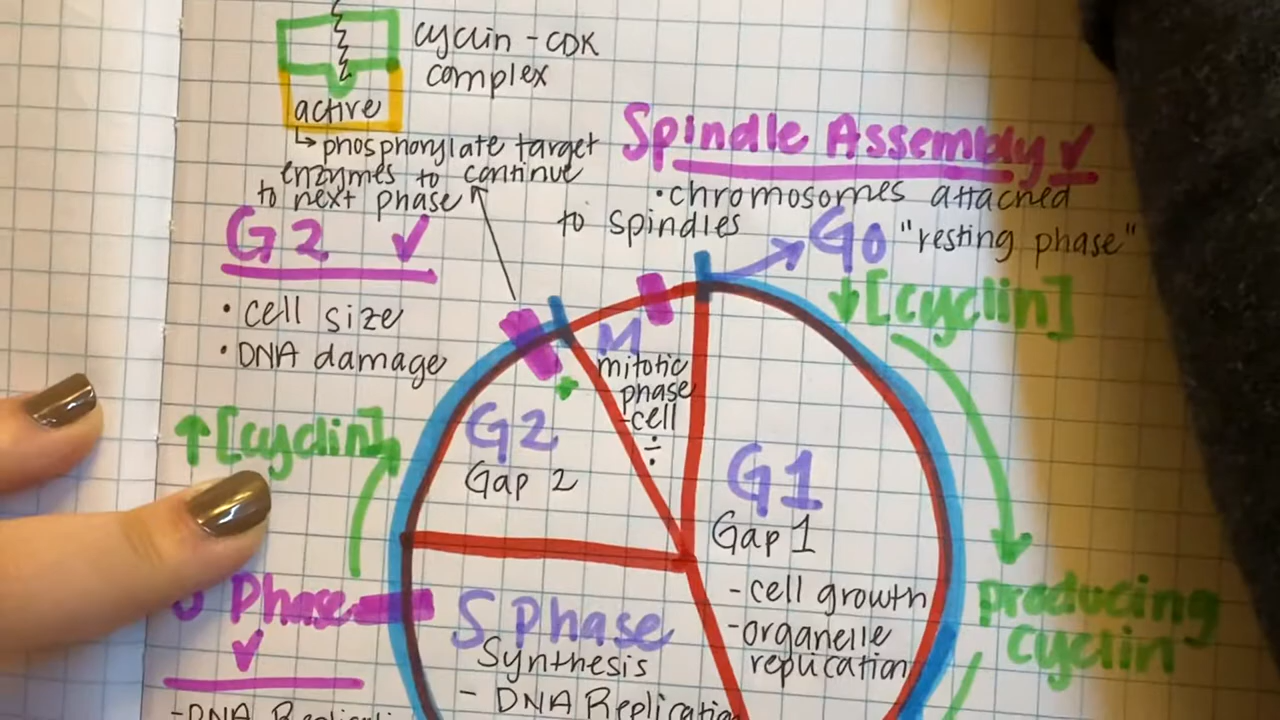 cyclin - CDK
complex
active
↳ phosphorylate target
enzymes to continue
to next phase
Spindle Assembly ✓
• chromosomes attached
to spindles
G0 "resting phase"
G2 ✓
• cell size
• DNA damage
↓[cyclin]
M
mitotic
phase
-cell
÷
+
G2
Gap 2
↑[cyclin]
G1
Gap 1
- cell growth
- organelle
replication
producing
cyclin
Phase
✓
S Phase
Synthesis
- DNA Replication
- DNA